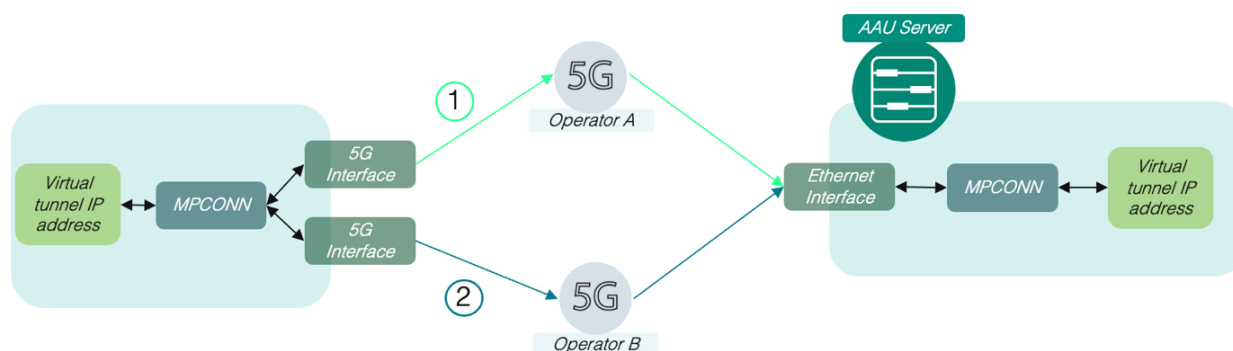 AAU Server
5G
Operator A
1
5G
Interface
Virtual
tunnel IP
address
MPCONN
5G
Interface
2
5G
Operator B
Ethernet
Interface
MPCONN
Virtual
tunnel IP
address